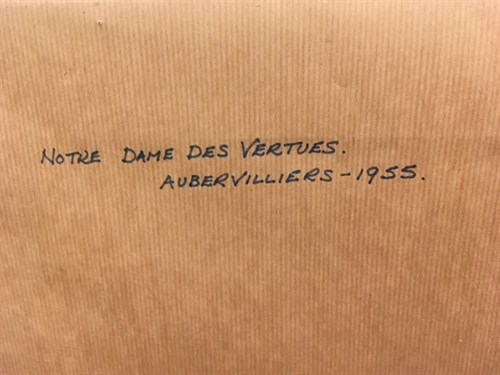 NOTRE DAME DES VERTUES.
AUBERVILLIERS - 1955.